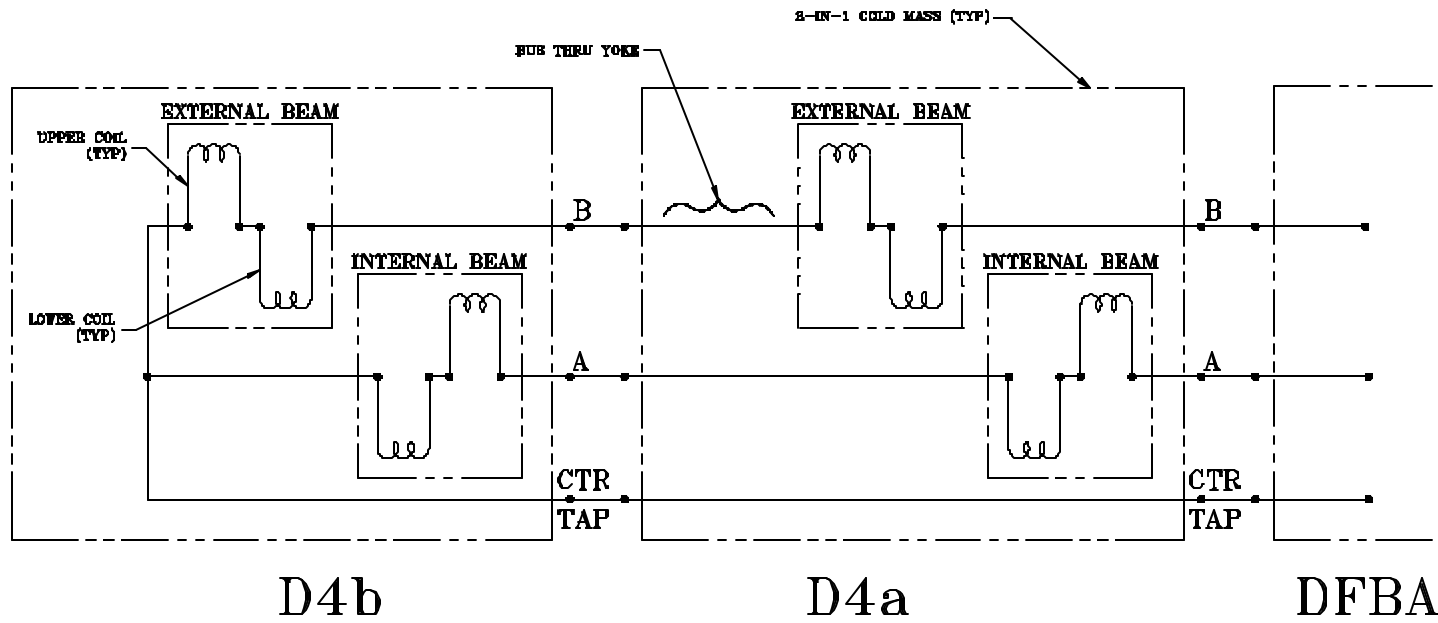 2-IN-1 COLD MASS (TYP)
BUS THRU YOKE
EXTERNAL BEAM
EXTERNAL BEAM
UPPER COIL
(TYP)
B
B
INTERNAL BEAM
INTERNAL BEAM
LOWER COIL
(TYP)
A
A
CTR
TAP
CTR
TAP
D4b
D4a
DFBA